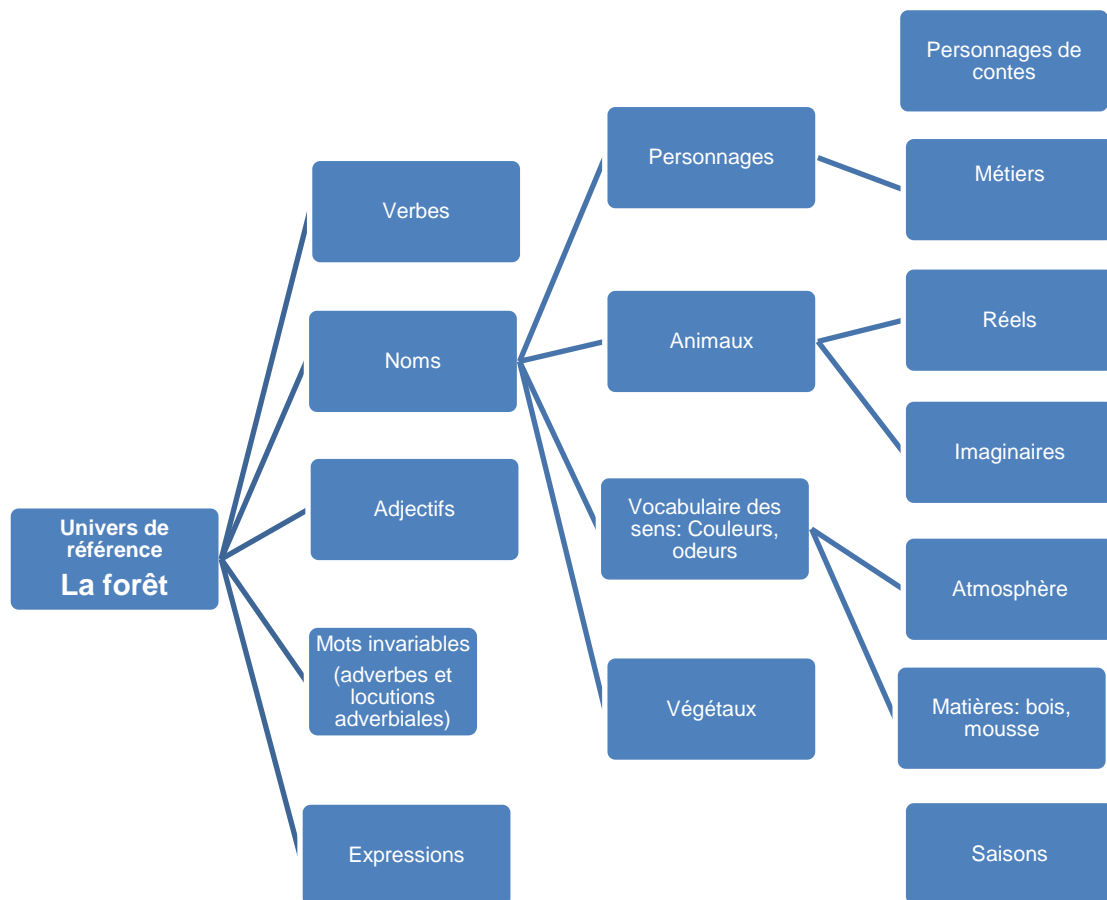 Univers de
référence
La forêt
Verbes
Noms
Adjectifs
Mots invariables
(adverbes et
locutions
adverbiales)
Expressions
Personnages
Animaux
Vocabulaire des
sens: Couleurs,
odeurs
Végétaux
Personnages de
contes
Métiers
Réels
Imaginaires
Atmosphère
Matières: bois,
mousse
Saisons